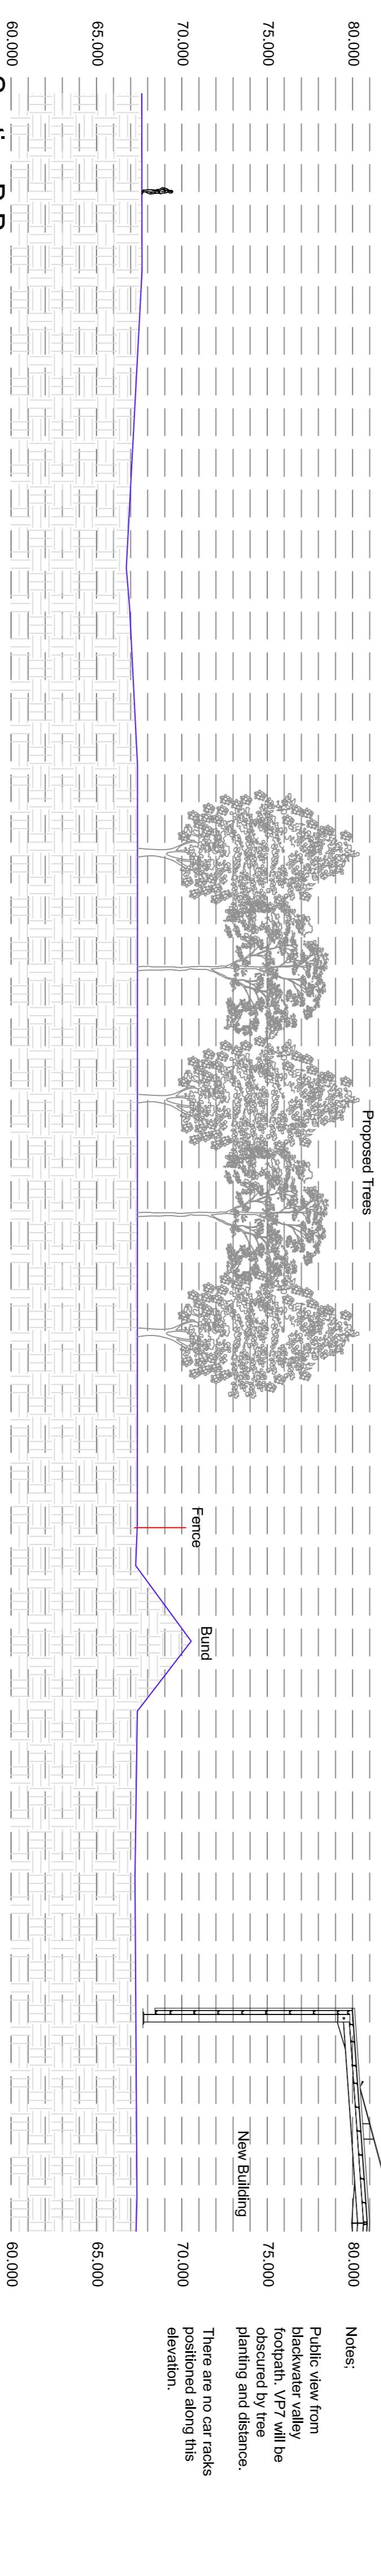 80.000
75.000
70.000
65.000
60.000
Proposed Trees
Fence
Bund
New Building
80.000
75.000
70.000
65.000
60.000
Notes;
Public view from
blackwater valley
footpath. VP7 will be
obscured by tree
planting and distance.
There are no car racks
positioned along this
elevation.